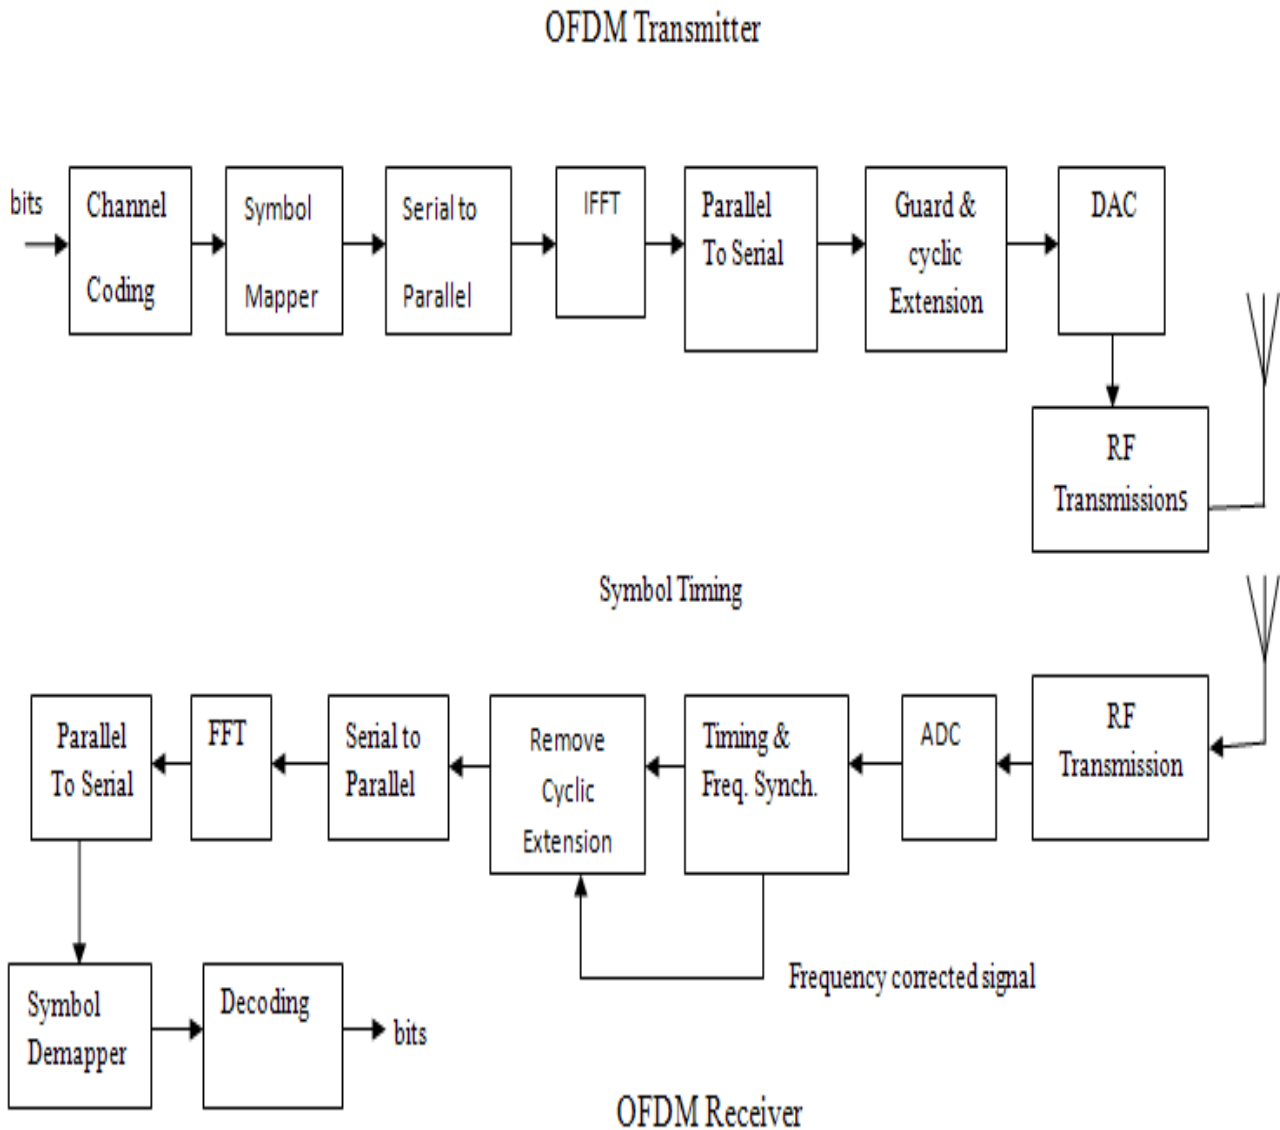 OFDM Transmitter
bits
Channel
Coding
Symbol
Mapper
Serial to
Parallel
IFFT
Parallel
To Serial
Guard &
cyclic
Extension
DAC
RF
Transmissions
Symbol Timing
RF
Transmission
ADC
Timing &
Freq. Synch.
Remove
Cyclic
Extension
Serial to
Parallel
FFT
Parallel
To Serial
Frequency corrected signal
Symbol
Demapper
Decoding
bits
OFDM Receiver